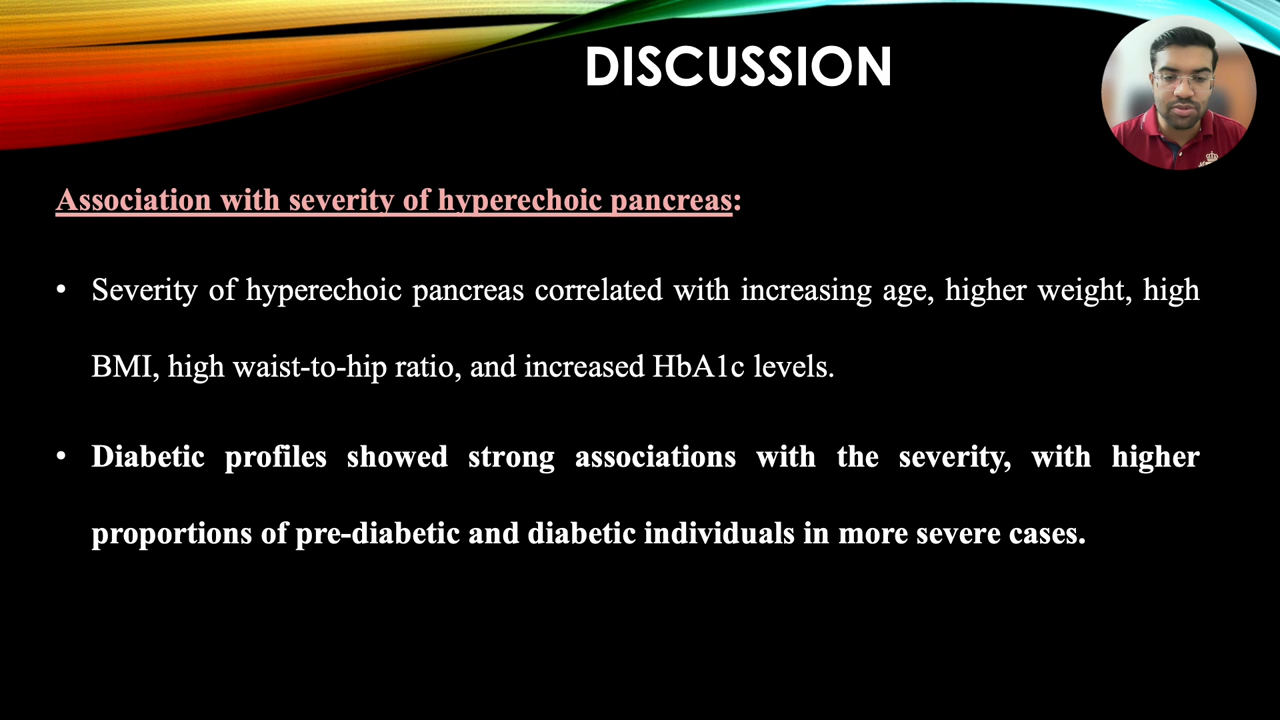 DISCUSSION
Association with severity of hyperechoic pancreas:
• Severity of hyperechoic pancreas correlated with increasing age, higher weight, high
BMI, high waist-to-hip ratio, and increased HbA1c levels.
• Diabetic profiles showed strong associations with the severity, with higher
proportions of pre-diabetic and diabetic individuals in more severe cases.